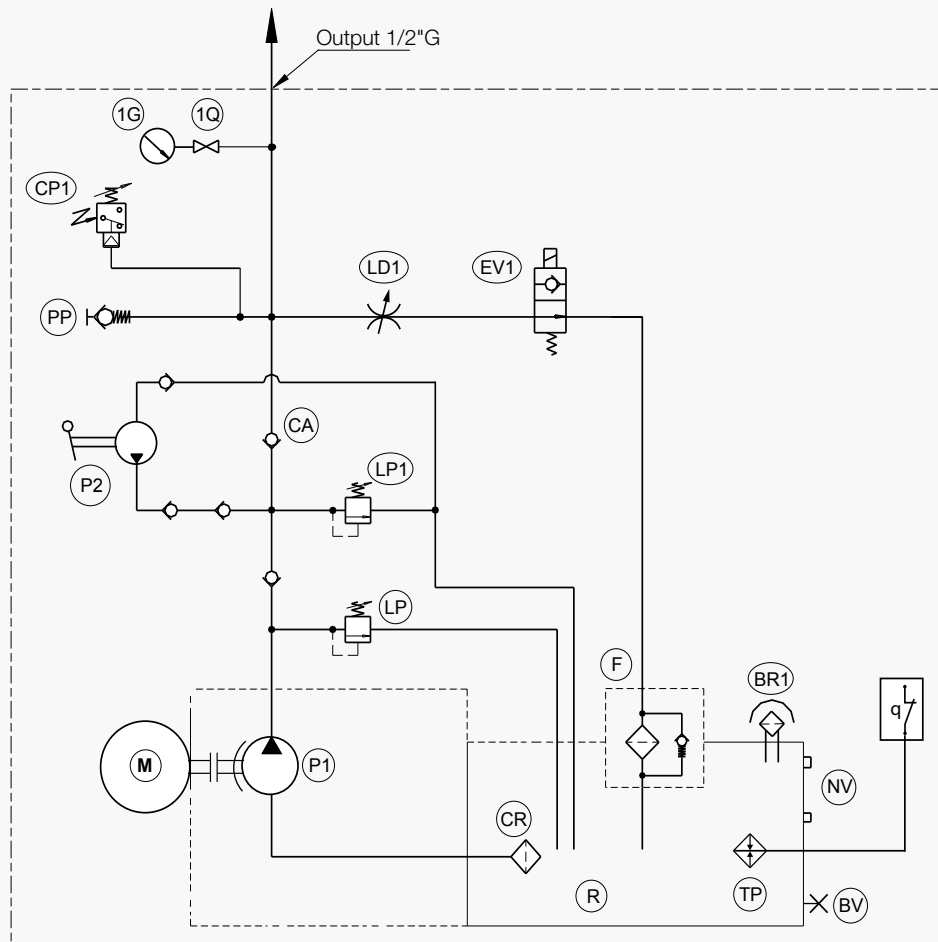 Output 1/2"G
1G
1Q
CP1
LD1
EV1
PP
CA
P2
LP1
LP
F
BR1
q
M
P1
NV
CR
TP
R
BV